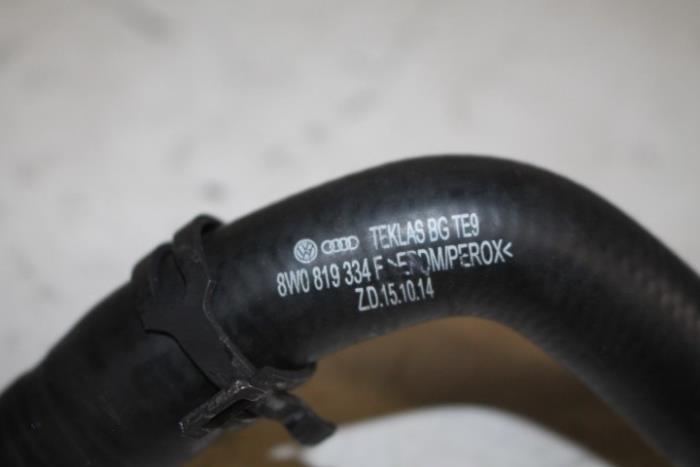 TEKLAS BG TE9
8W0 819 334 F >EPDM/PEROX<
ZD.15.10.14